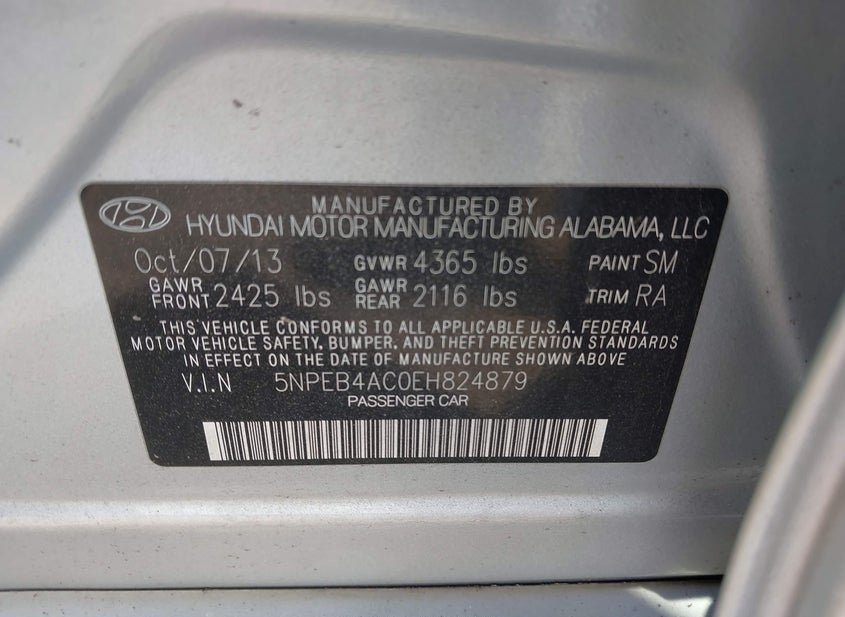 MANUFACTURED BY
HYUNDAI MOTOR MANUFACTURING ALABAMA, LLC
Oct/07/13 GVWR 4365 lbs PAINT SM
GAWR FRONT 2425 lbs GAWR REAR 2116 lbs TRIM RA
THIS VEHICLE CONFORMS TO ALL APPLICABLE U.S.A. FEDERAL
MOTOR VEHICLE SAFETY, BUMPER, AND THEFT PREVENTION STANDARDS
IN EFFECT ON THE DATE OF MANUFACTURE SHOWN ABOVE
V.I.N 5NPEB4AC0EH824879
PASSENGER CAR